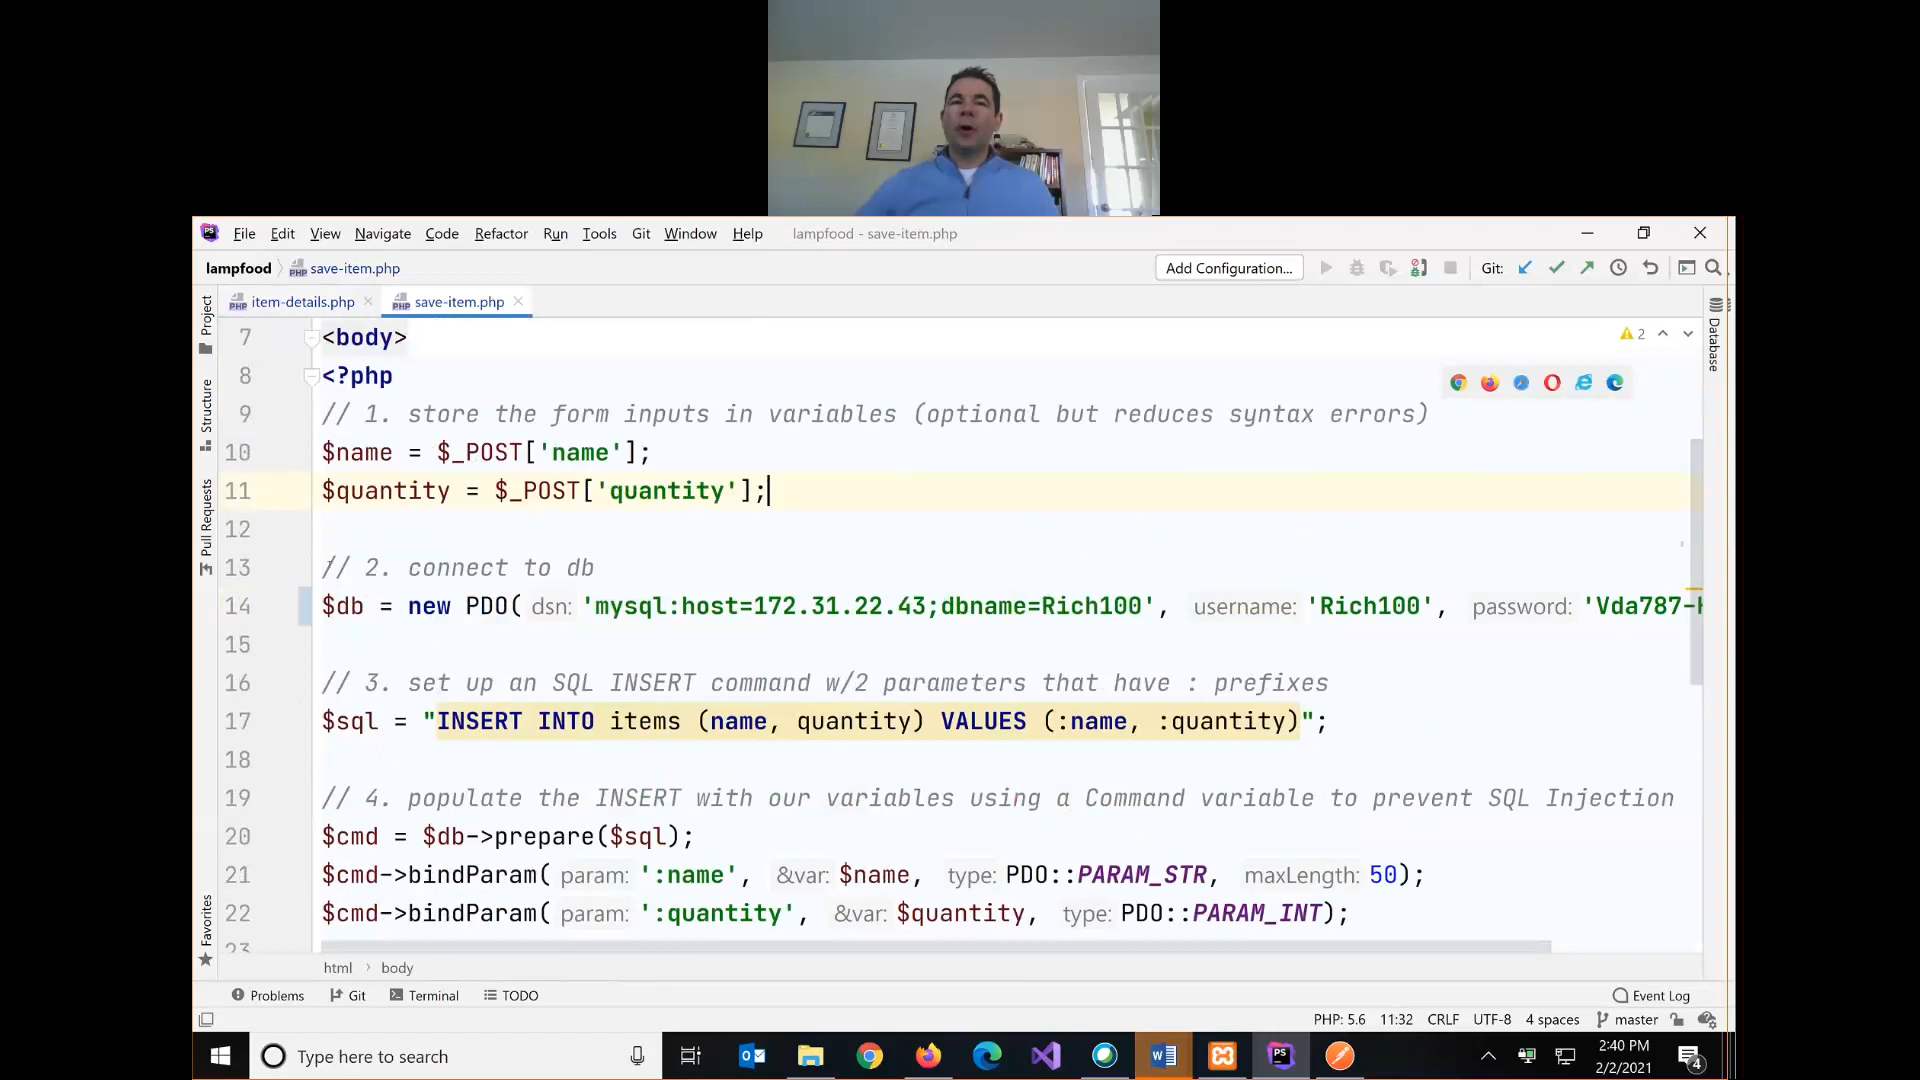 File Edit View Navigate Code Refactor Run Tools Git Window Help lampfood - save-item.php
lampfood save-item.php Add Configuration... Git:
item-details.php save-item.php
Project
Structure
Pull Requests
Favorites
Database
2
7 <body>
8 <?php
9 // 1. store the form inputs in variables (optional but reduces syntax errors)
10 $name = $_POST['name'];
11 $quantity = $_POST['quantity'];
12
13 // 2. connect to db
14 $db = new PDO( dsn: 'mysql:host=172.31.22.43;dbname=Rich100', username: 'Rich100', password: 'Vda787-
15
16 // 3. set up an SQL INSERT command w/2 parameters that have : prefixes
17 $sql = "INSERT INTO items (name, quantity) VALUES (:name, :quantity)";
18
19 // 4. populate the INSERT with our variables using a Command variable to prevent SQL Injection
20 $cmd = $db->prepare($sql);
21 $cmd->bindParam( param: ':name', &var: $name, type: PDO::PARAM_STR, maxLength: 50);
22 $cmd->bindParam( param: ':quantity', &var: $quantity, type: PDO::PARAM_INT);
23
html › body
Problems Git Terminal TODO Event Log
PHP: 5.6 11:32 CRLF UTF-8 4 spaces master
Type here to search
2:40 PM
2/2/2021
4